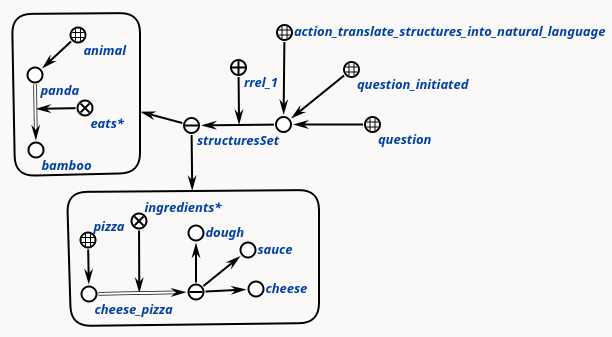 action_translate_structures_into_natural_language
animal
rrel_1
question_initiated
panda
eats*
structuresSet
question
bamboo
ingredients*
pizza
dough
sauce
cheese
cheese_pizza